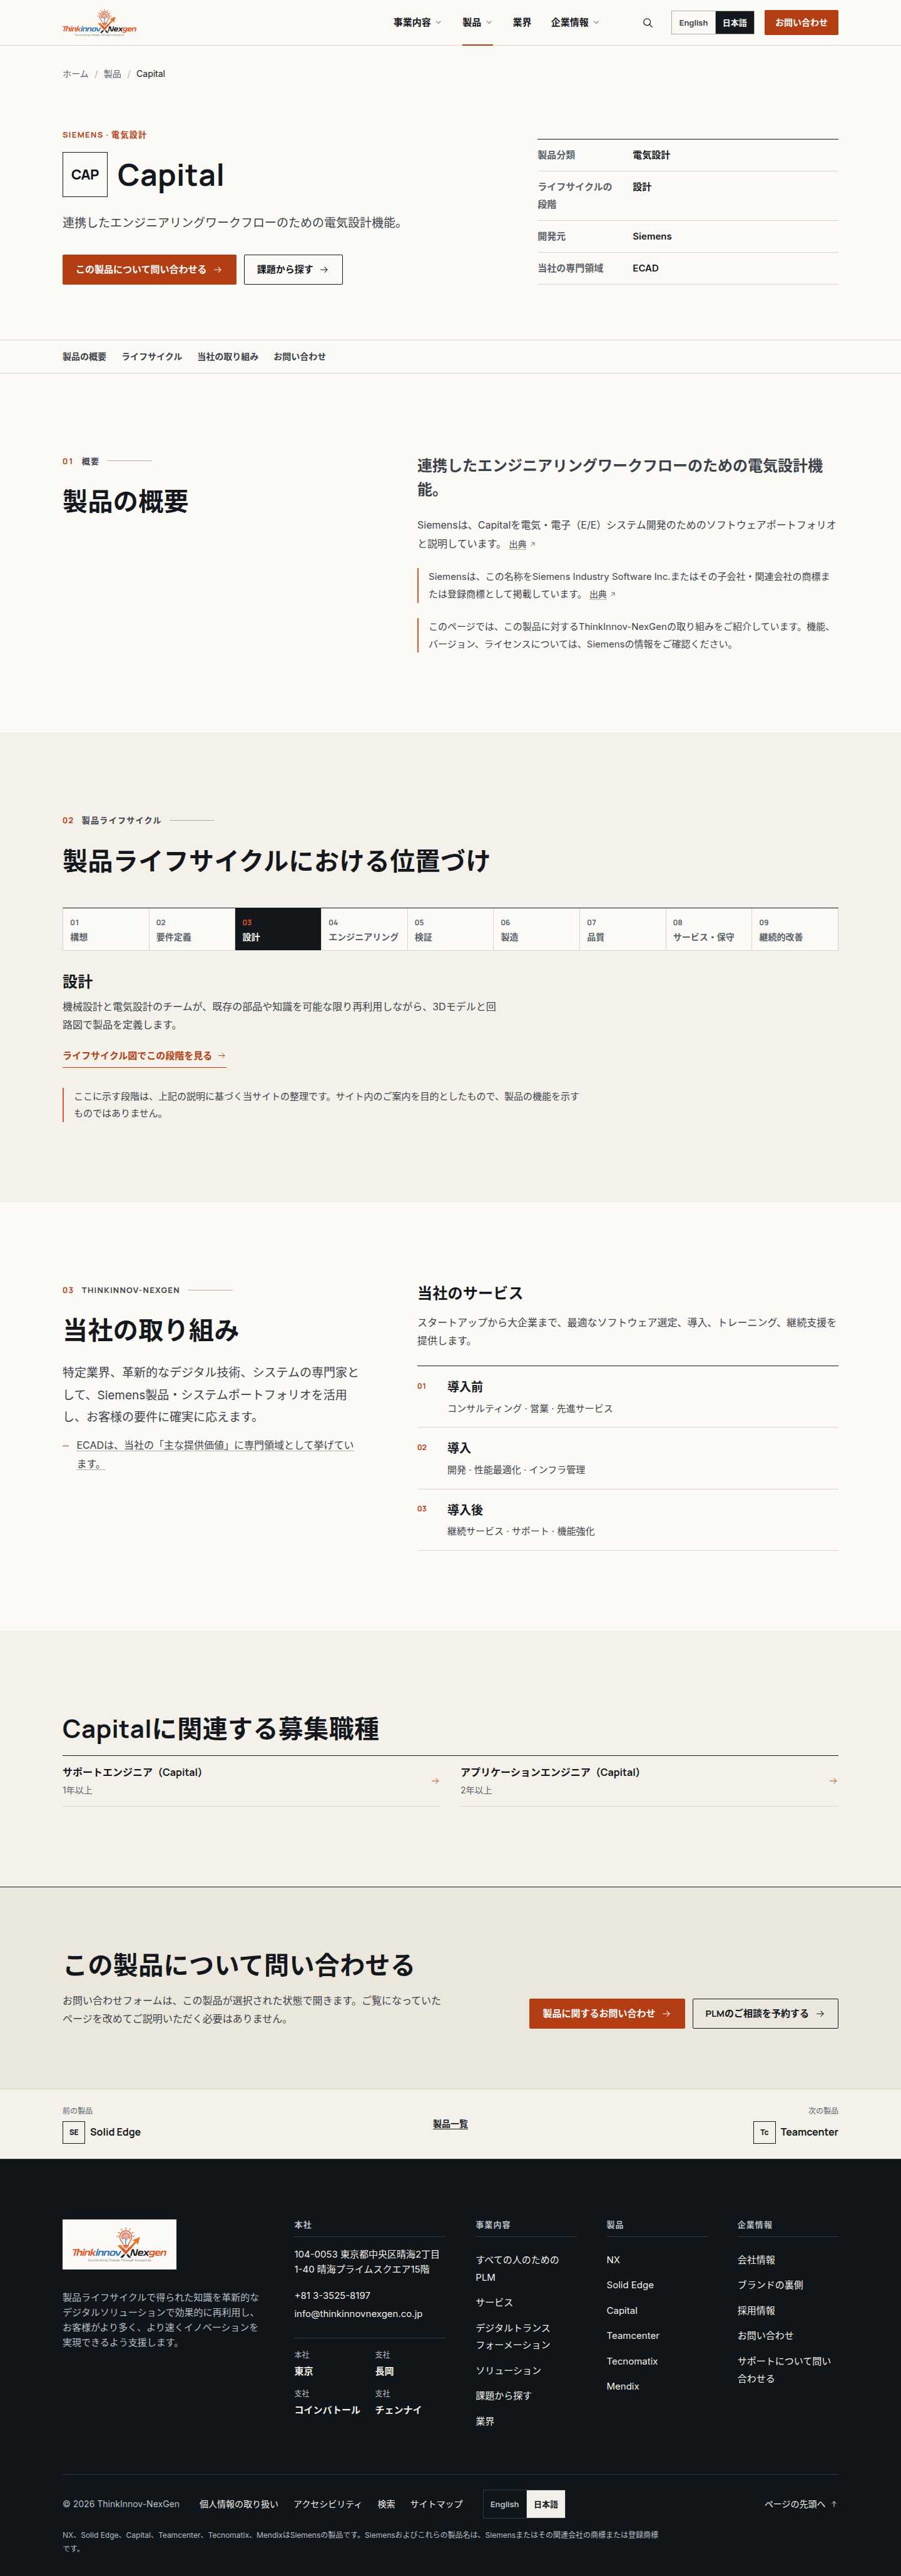 ThinkinnovXNexgen
事業内容
製品
業界
企業情報
English
日本語
お問い合わせ
ホーム / 製品 / Capital
SIEMENS · 電気設計
CAP
Capital
連携したエンジニアリングワークフローのための電気設計機能。
この製品について問い合わせる →
課題から探す →
製品分類 電気設計
ライフサイクルの
段階
設計
開発元 Siemens
当社の専門領域 ECAD
製品の概要
ライフサイクル
当社の取り組み
お問い合わせ
01 概要
製品の概要
連携したエンジニアリングワークフローのための電気設計機
能。
Siemensは、Capitalを電気・電子（E/E）システム開発のためのソフトウェアポートフォリオ
と説明しています。 出典 ↗
Siemensは、この名称をSiemens Industry Software Inc.またはその子会社・関連会社の商標ま
たは登録商標として掲載しています。 出典 ↗
このページでは、この製品に対するThinkInnov-NexGenの取り組みをご紹介しています。機能、
バージョン、ライセンスについては、Siemensの情報をご確認ください。
02 製品ライフサイクル
製品ライフサイクルにおける位置づけ
01
構想
02
要件定義
03
設計
04
エンジニアリング
05
検証
06
製造
07
品質
08
サービス・保守
09
継続的改善
設計
機械設計と電気設計のチームが、既存の部品や知識を可能な限り再利用しながら、3Dモデルと回
路図で製品を定義します。
ライフサイクル図でこの段階を見る →
ここに示す段階は、上記の説明に基づく当サイトの整理です。サイト内のご案内を目的としたもので、製品の機能を示す
ものではありません。
03 THINKINNOV-NEXGEN
当社の取り組み
特定業界、革新的なデジタル技術、システムの専門家と
して、Siemens製品・システムポートフォリオを活用
し、お客様の要件に確実に応えます。
— ECADは、当社の「主な提供価値」に専門領域として挙げてい
ます。
当社のサービス
スタートアップから大企業まで、最適なソフトウェア選定、導入、トレーニング、継続支援を
提供します。
01 導入前
コンサルティング · 営業 · 先進サービス
02 導入
開発 · 性能最適化 · インフラ管理
03 導入後
継続サービス · サポート · 機能強化
Capitalに関連する募集職種
サポートエンジニア（Capital）
1年以上
→
アプリケーションエンジニア（Capital）
2年以上
→
この製品について問い合わせる
お問い合わせフォームは、この製品が選択された状態で開きます。ご覧になっていた
ページを改めてご説明いただく必要はありません。
製品に関するお問い合わせ →
PLMのご相談を予約する →
前の製品
SE Solid Edge
製品一覧
次の製品
Tc Teamcenter
ThinkinnovXNexgen
製品ライフサイクルで得られた知識を革新的な
デジタルソリューションで効果的に再利用し、
お客様がより多く、より速くイノベーションを
実現できるよう支援します。
本社
104-0053 東京都中央区晴海2丁目
1-40 晴海プライムスクエア15階
+81 3-3525-8197
info@thinkinnovnexgen.co.jp
本社
東京
支社
長岡
支社
コインバトール
支社
チェンナイ
事業内容
すべての人のための
PLM
サービス
デジタルトランス
フォーメーション
ソリューション
課題から探す
業界
製品
NX
Solid Edge
Capital
Teamcenter
Tecnomatix
Mendix
企業情報
会社情報
ブランドの裏側
採用情報
お問い合わせ
サポートについて問い
合わせる
© 2026 ThinkInnov-NexGen
個人情報の取り扱い
アクセシビリティ
検索
サイトマップ
English
日本語
ページの先頭へ ↑
NX、Solid Edge、Capital、Teamcenter、Tecnomatix、MendixはSiemensの製品です。Siemensおよびこれらの製品名は、Siemensまたはその関連会社の商標または登録商標
です。